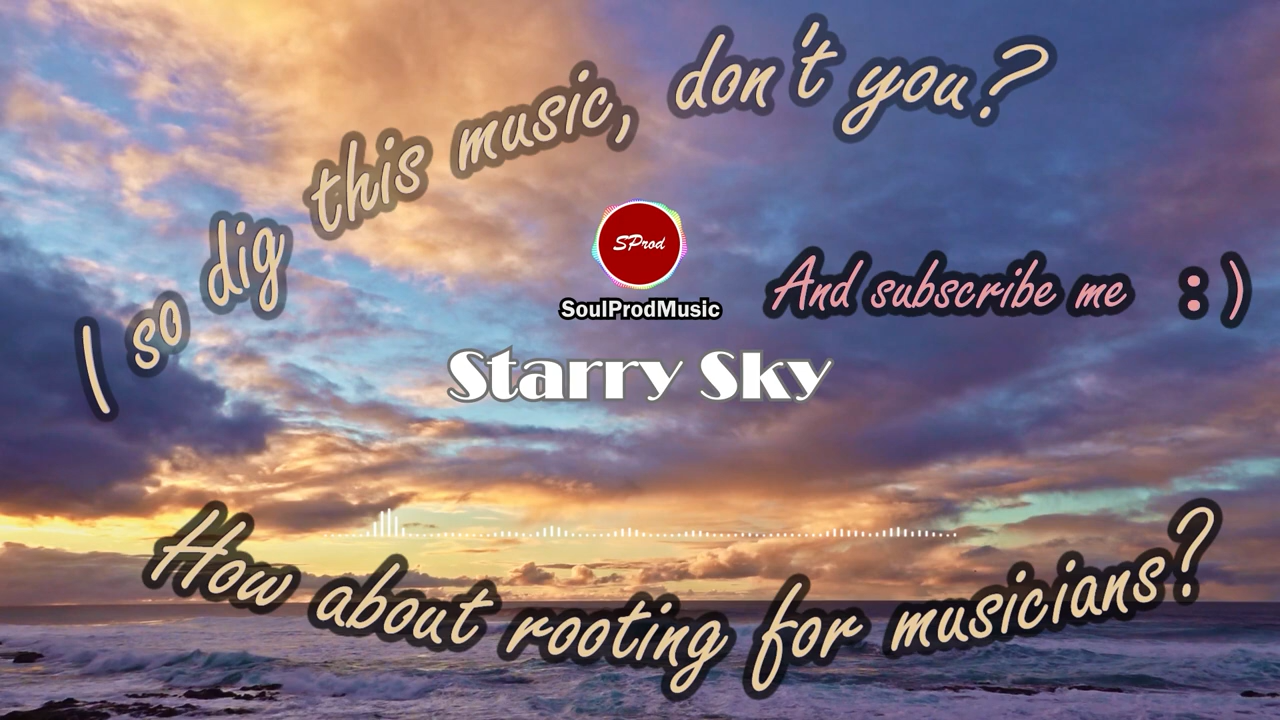 I so dig this music, don't you?
SProd
SoulProdMusic
And subscribe me :)
Starry Sky
How about rooting for musicians?